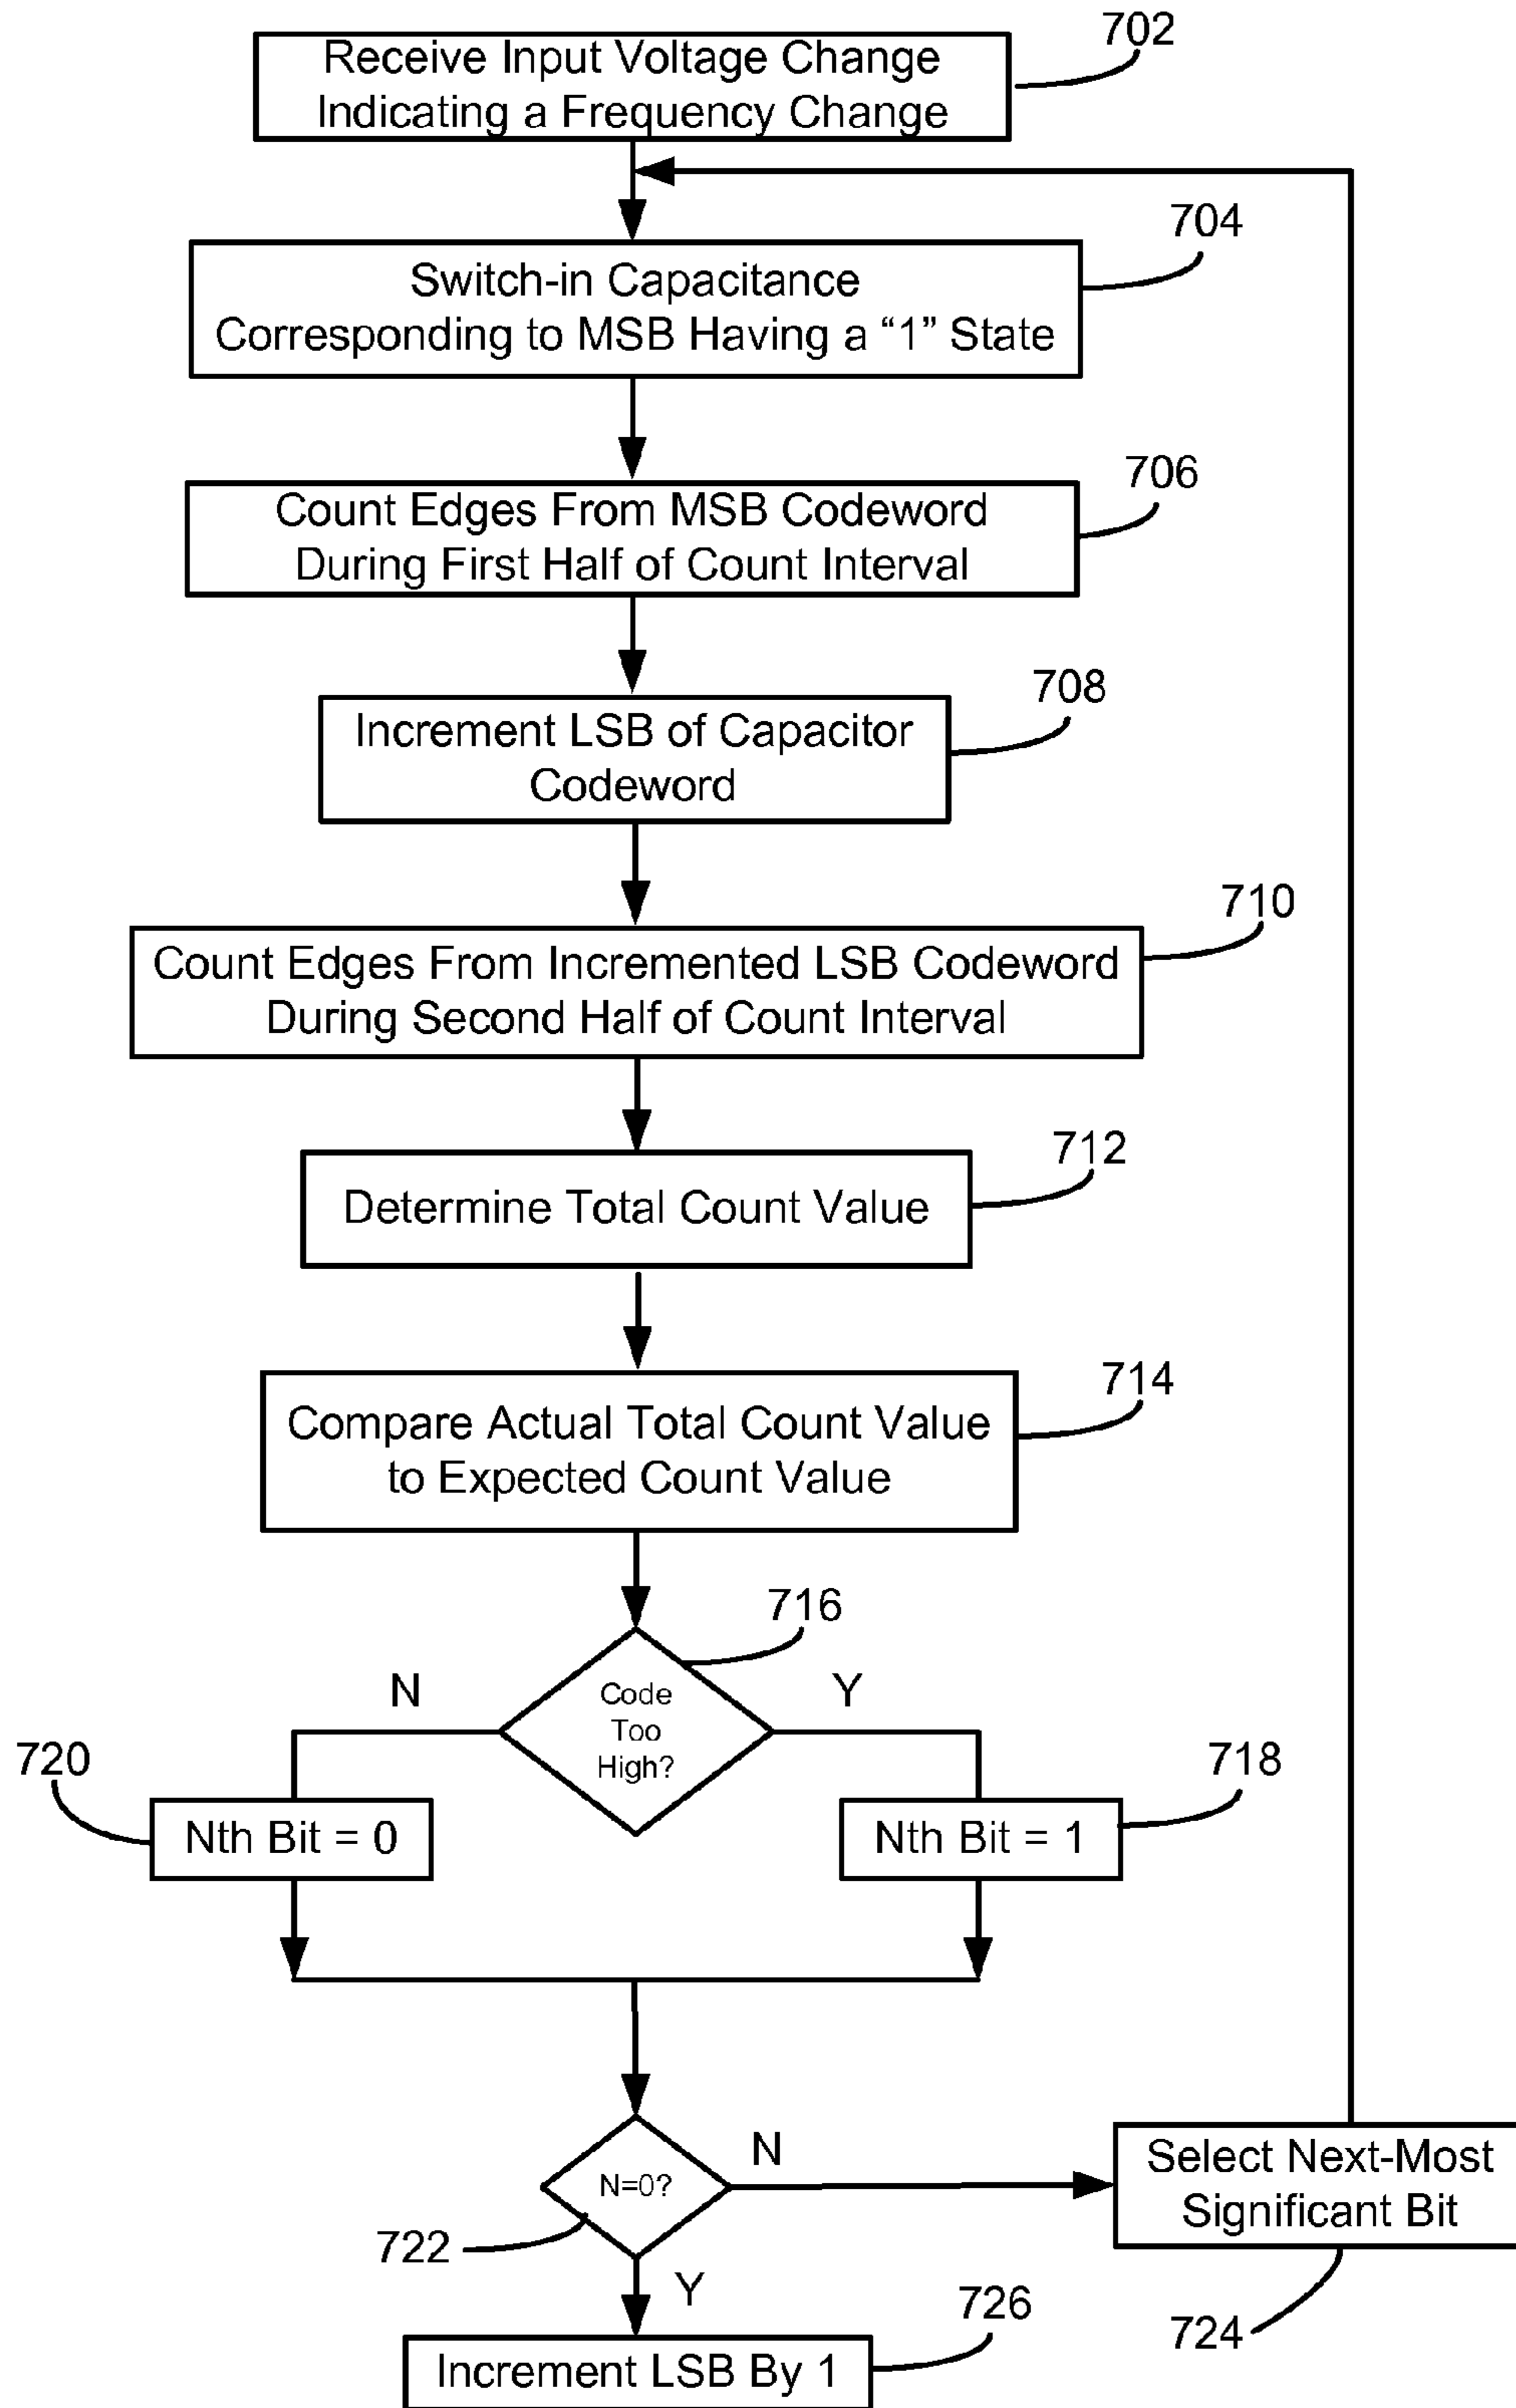 702
Receive Input Voltage Change
Indicating a Frequency Change
704
Switch-in Capacitance
Corresponding to MSB Having a “1” State
706
Count Edges From MSB Codeword
During First Half of Count Interval
708
Increment LSB of Capacitor
Codeword
710
Count Edges From Incremented LSB Codeword
During Second Half of Count Interval
712
Determine Total Count Value
714
Compare Actual Total Count Value
to Expected Count Value
716
N
Y
Code
Too
High?
720
718
Nth Bit = 0
Nth Bit = 1
N
N=0?
722
Select Next-Most
Significant Bit
724
Y
726
Increment LSB By 1